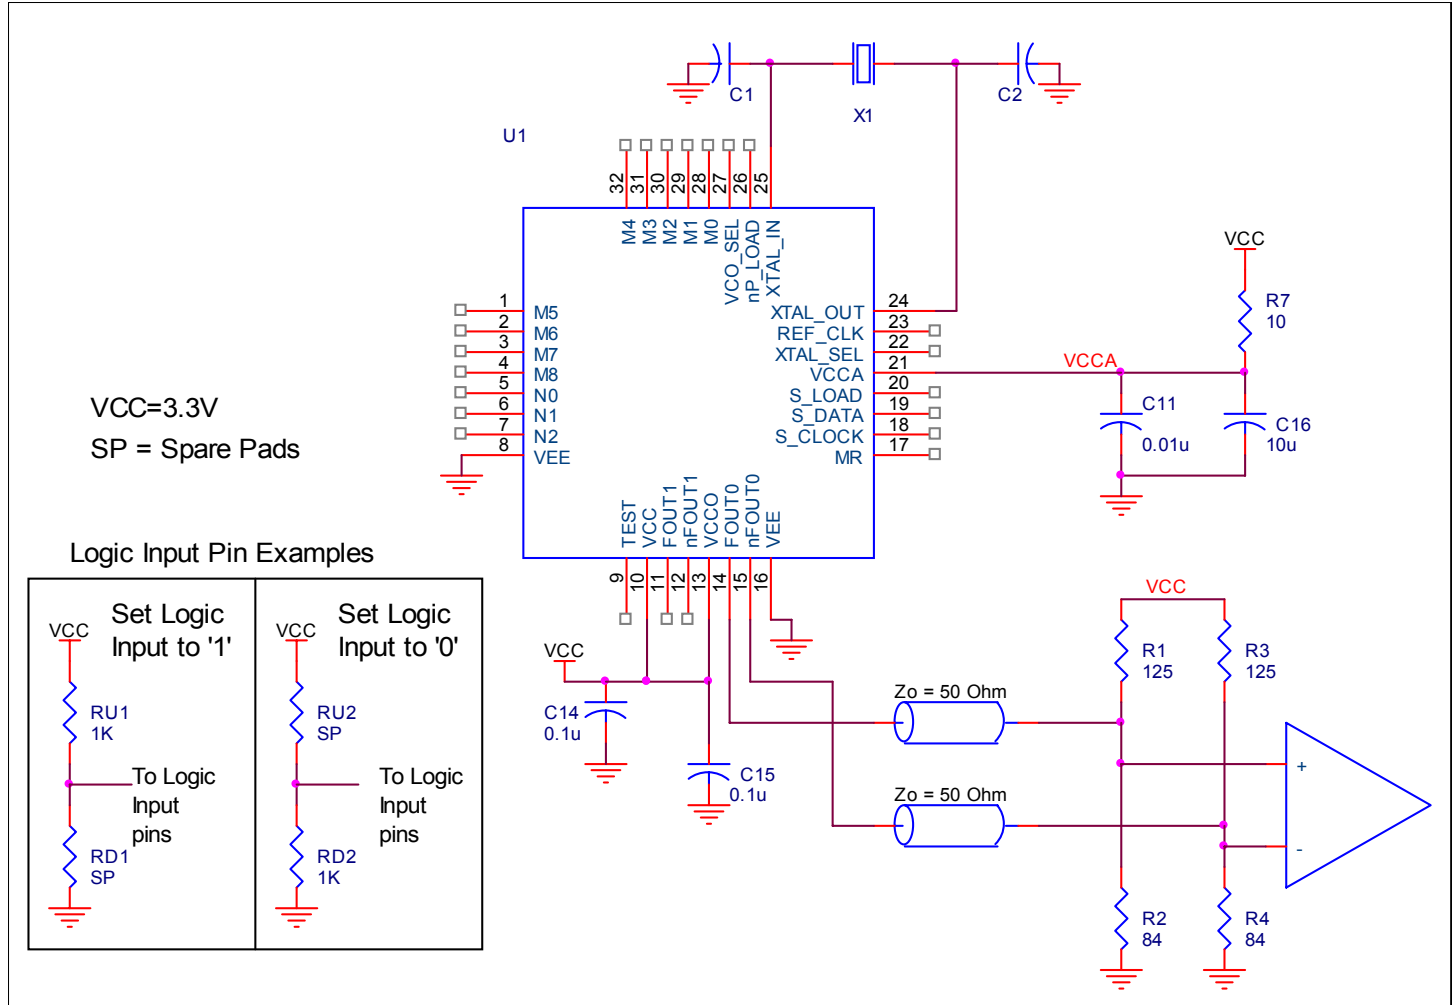 C1
X1
C2
U1
32
31
30
29
28
27
26
25
M4
M3
M2
M1
M0
VCO_SEL
nP_LOAD
XTAL_IN
1 M5
2 M6
3 M7
4 M8
5 N0
6 N1
7 N2
8 VEE
XTAL_OUT 24
REF_CLK 23
XTAL_SEL 22
VCCA 21
S_LOAD 20
S_DATA 19
S_CLOCK 18
MR 17
TEST
VCC
FOUT1
nFOUT1
VCCO
FOUT0
nFOUT0
VEE
9
10
11
12
13
14
15
16
VCC
R7
10
VCCA
C11
0.01u
C16
10u
VCC=3.3V
SP = Spare Pads
Logic Input Pin Examples
Set Logic
Input to '1'
VCC
RU1
1K
To Logic
Input
pins
RD1
SP
Set Logic
Input to '0'
VCC
RU2
SP
To Logic
Input
pins
RD2
1K
VCC
C14
0.1u
C15
0.1u
Zo = 50 Ohm
Zo = 50 Ohm
VCC
R1
125
R3
125
+
-
R2
84
R4
84